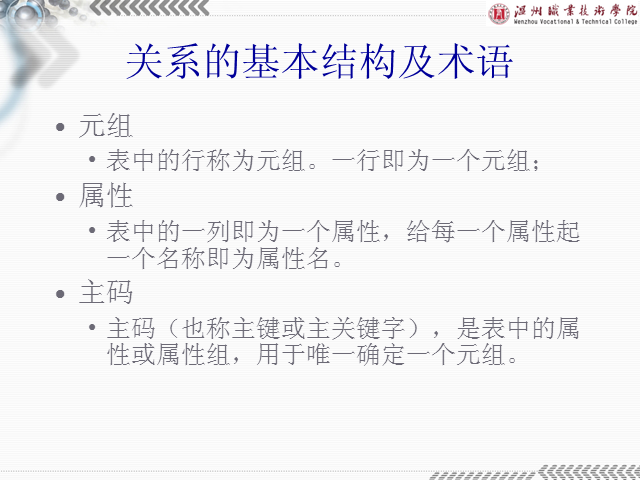 温州職業技術學院
Wenzhou Vocational & Technical College
关系的基本结构及术语
• 元组
• 表中的行称为元组。一行即为一个元组；
• 属性
• 表中的一列即为一个属性，给每一个属性起
一个名称即为属性名。
• 主码
• 主码（也称主键或主关键字），是表中的属
性或属性组，用于唯一确定一个元组。